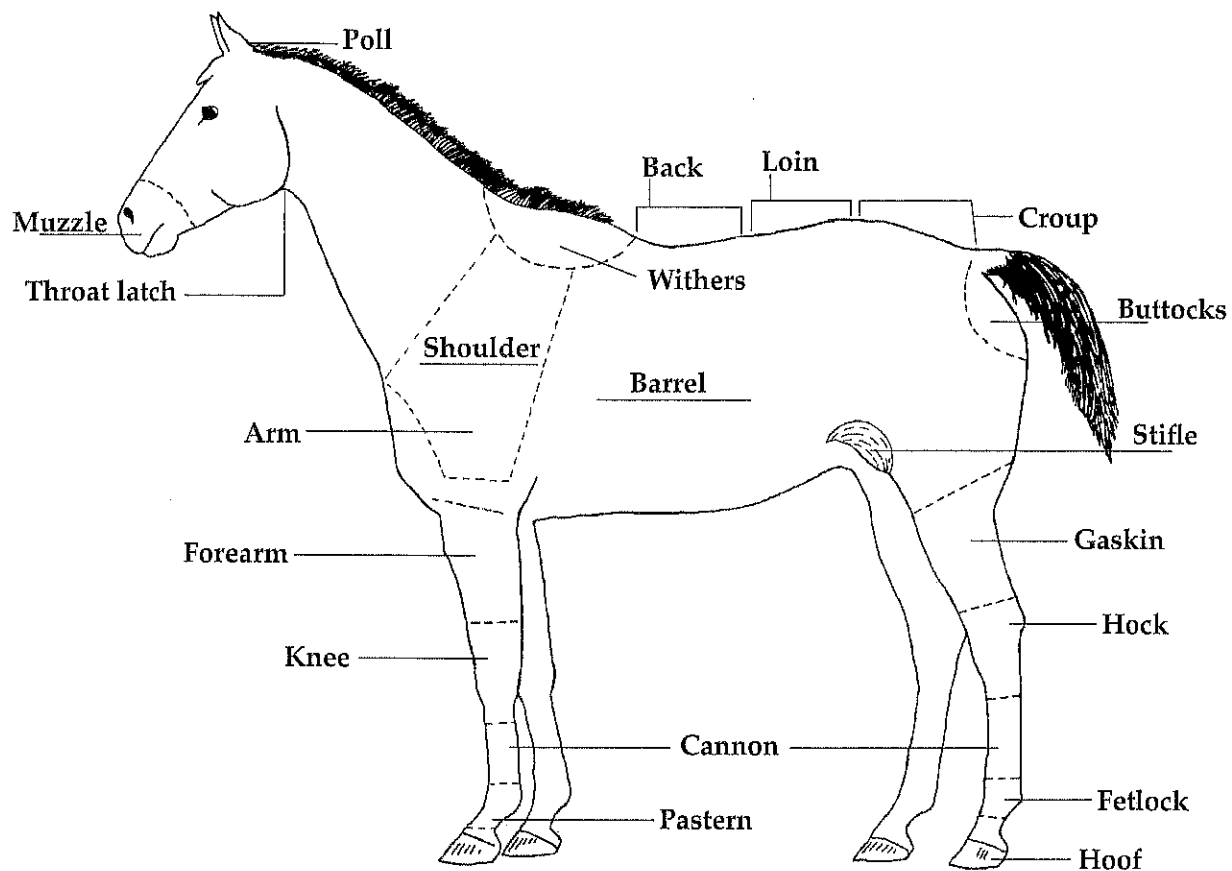 Poll
Back
Loin
Muzzle
Croup
Withers
Throat latch
Buttocks
Shoulder
Barrel
Arm
Stifle
Forearm
Gaskin
Hock
Knee
Cannon
Fetlock
Pastern
Hoof